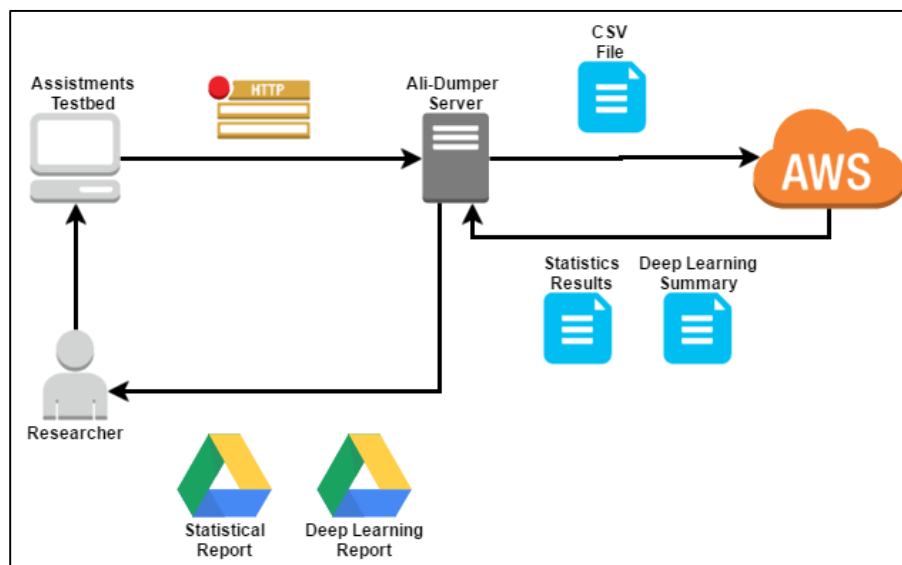 Assistments
Testbed
HTTP
Ali-Dumper
Server
CSV
File
AWS
Statistics
Results
Deep Learning
Summary
Researcher
Statistical
Report
Deep Learning
Report